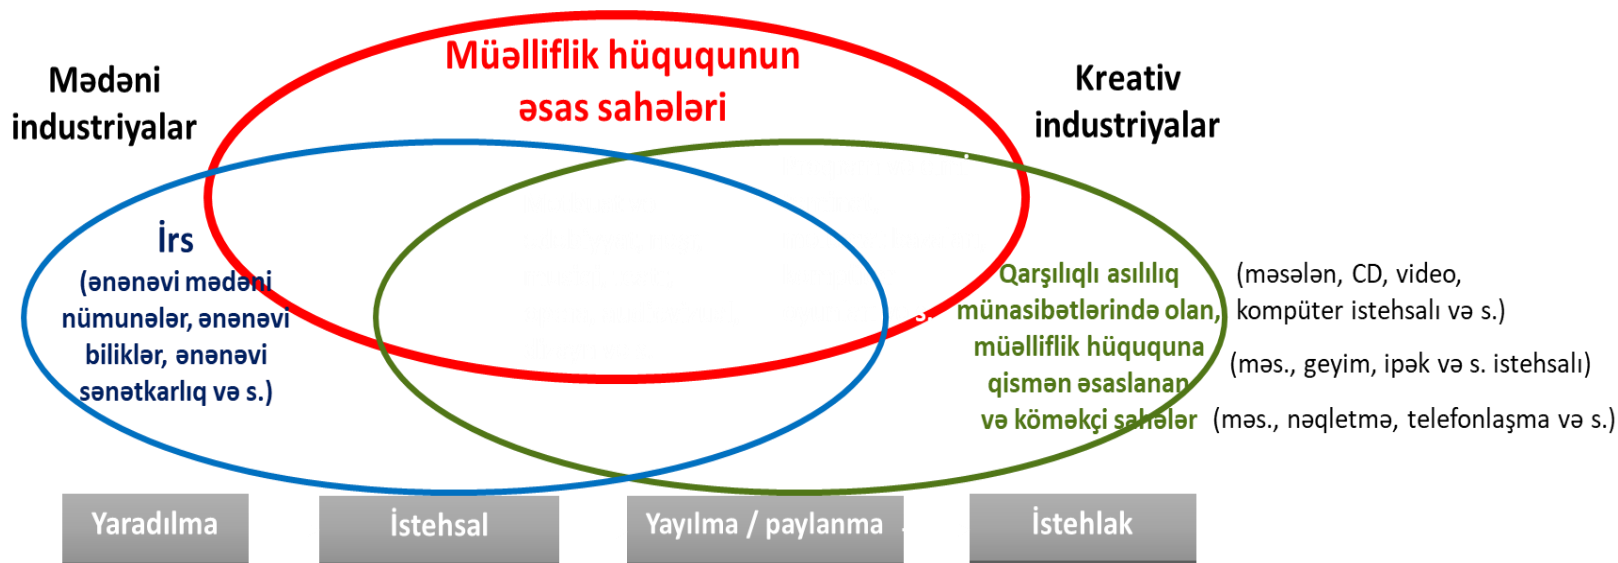 Müəlliflik hüququnun
əsas sahələri
Mədəni
industriyalar
Kreativ
industriyalar
İrs
(ənənəvi mədəni
nümunələr, ənənəvi
biliklər, ənənəvi
sənətkarlıq və s.)
s.
Qarşılıqlı asılılıq
münasibətlərində olan,
müəlliflik hüququna
qismən əsaslanan
və köməkçi sahələr
(məsələn, CD, video,
kompüter istehsalı və s.)
(məs., geyim, ipək və s. istehsalı)
(məs., nəqletmə, telefonlaşma və s.)
Yaradılma
İstehsal
Yayılma / paylanma
İstehlak